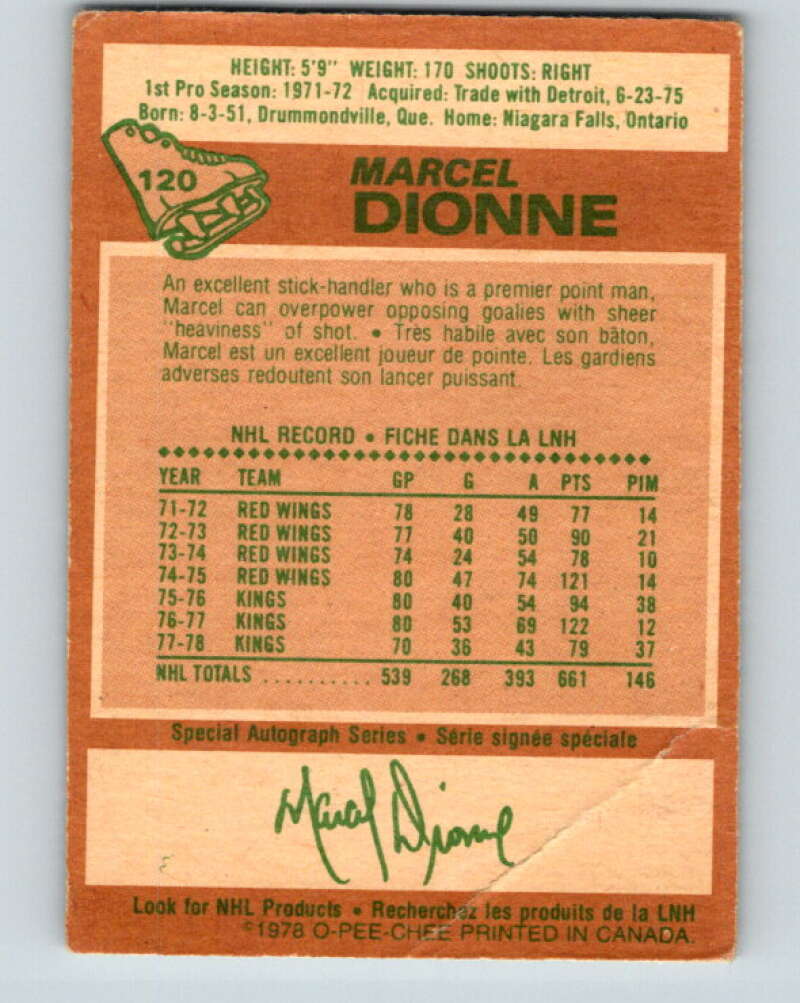 HEIGHT: 5'9" WEIGHT: 170 SHOOTS: RIGHT
1st Pro Season: 1971-72 Acquired: Trade with Detroit, 6-23-75
Born: 8-3-51, Drummondville, Que. Home: Niagara Falls, Ontario
120
MARCEL
DIONNE
An excellent stick-handler who is a premier point man,
Marcel can overpower opposing goalies with sheer
"heaviness" of shot. • Très habile avec son bâton,
Marcel est un excellent joueur de pointe. Les gardiens
adverses redoutent son lancer puissant.
NHL RECORD • FICHE DANS LA LNH
YEAR TEAM GP G A PTS PIM
71-72 RED WINGS 78 28 49 77 14
72-73 RED WINGS 77 40 50 90 21
73-74 RED WINGS 74 24 54 78 10
74-75 RED WINGS 80 47 74 121 14
75-76 KINGS 80 40 54 94 38
76-77 KINGS 80 53 69 122 12
77-78 KINGS 70 36 43 79 37
NHL TOTALS .......... 539 268 393 661 146
Special Autograph Series • Série signée spéciale
Marcel Dionne
Look for NHL Products • Recherchez les produits de la LNH
©1978 O-PEE-CHEE PRINTED IN CANADA.